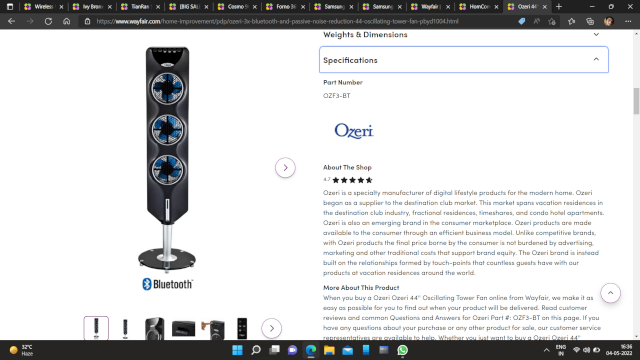 Wireless
Ivy Brand
TianFan
(BIG SAL
Cosmo 5
Forno 3
Samsung
Samsung
Wayfair |
HomCom
Ozeri 44"
https://www.wayfair.com/home-improvement/pdp/ozeri-3x-bluetooth-and-passive-noise-reduction-44-oscillating-tower-fan-pbyd1004.html
Weights & Dimensions
Specifications
Part Number
OZF3-BT
Ozeri
About The Shop
4.7
Ozeri is a specialty manufacturer of digital lifestyle products for the modern home. Ozeri
began as a supplier to the destination club market. This market spans vacation residences in
the destination club industry, fractional residences, timeshares, and condo hotel apartments.
Ozeri is also an emerging brand in the consumer marketplace. Ozeri products are made
available to the consumer through an efficient business model. Unlike competitive brands,
with Ozeri products the final price borne by the consumer is not burdened by advertising,
marketing and other traditional costs that support brand equity. The Ozeri brand is instead
built on the relationships formed by touch-points that countless guests have with our
products at vacation residences around the world.
More About This Product
When you buy a Ozeri Ozeri 44" Oscillating Tower Fan online from Wayfair, we make it as
easy as possible for you to find out when your product will be delivered. Read customer
reviews and common Questions and Answers for Ozeri Part #: OZF3-BT on this page. If you
have any questions about your purchase or any other product for sale, our customer service
representatives are available to help. Whether you just want to buy a Ozeri Ozeri 44"
Bluetooth
32°C
Haze
ENG
IN
16:36
04-05-2022